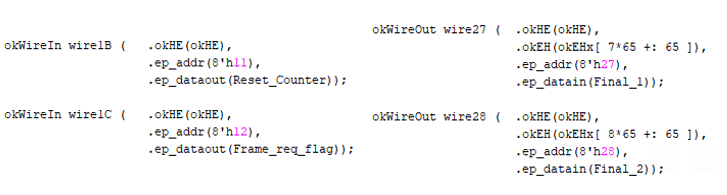 okWireIn wire1B (   .okHE(okHE),
.ep_addr(8'h11),
.ep_dataout(Reset_Counter));
okWireIn wire1C (   .okHE(okHE),
.ep_addr(8'h12),
.ep_dataout(Frame_req_flag));
okWireOut wire27 (  .okHE(okHE),
.okEH(okEHx[ 7*65 +: 65 ]),
.ep_addr(8'h27),
.ep_datain(Final_1));
okWireOut wire28 (  .okHE(okHE),
.okEH(okEHx[ 8*65 +: 65 ]),
.ep_addr(8'h28),
.ep_datain(Final_2));